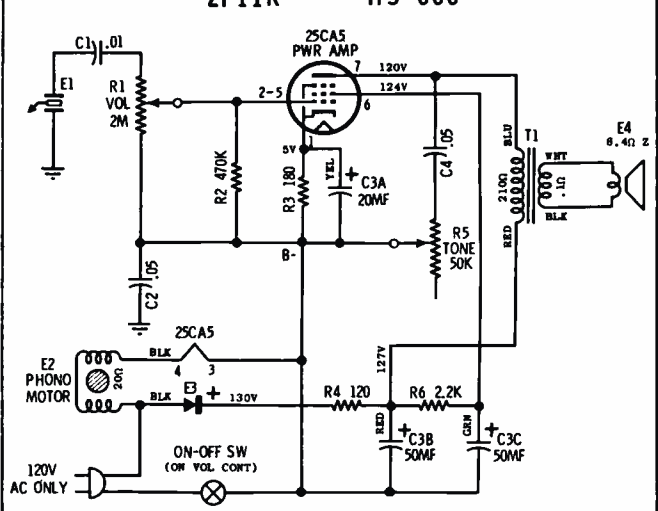 25CA5
PWR AMP
C1
.01
7
120V
124V
E1
R1
VOL
2M
2-5
6
BLU
T1
E4
6.4Ω Z
WHT
210Ω
.1Ω
BLK
RED
R2 470K
5V
1
R3 180
YEL
+
C3A
20MF
.05
C4
R5
TONE
50K
B-
.05
C2
25CA5
BLK
4
3
127V
E2
PHONO
MOTOR
20Ω
BLK
E3
+
130V
R4 120
R6 2.2K
RED
+
C3B
50MF
GRN
+
C3C
50MF
ON-OFF SW
(ON VOL CONT)
120V
AC ONLY